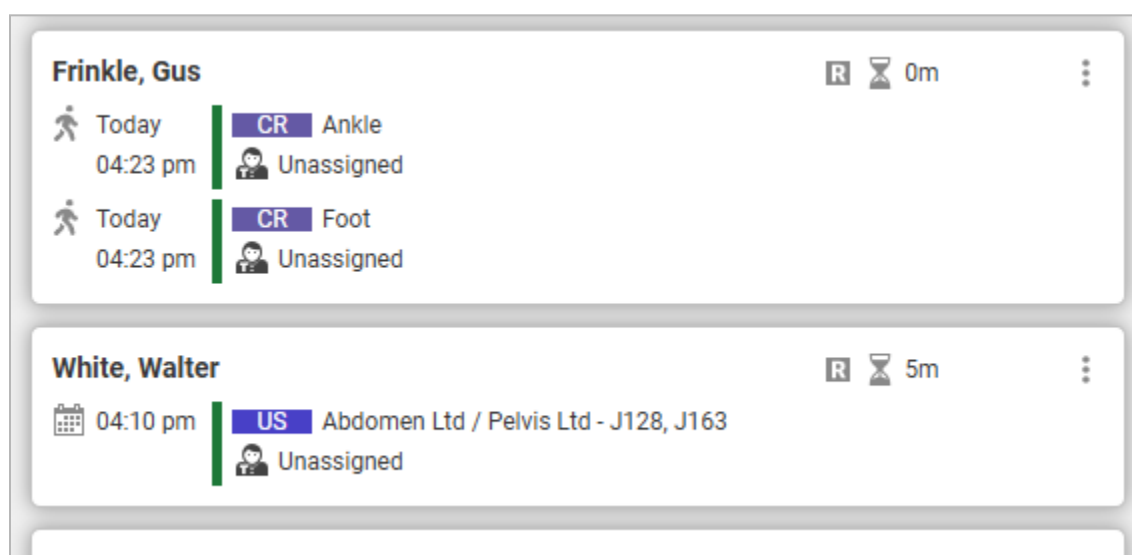 Frinkle, Gus R 0m
Today CR Ankle
04:23 pm Unassigned
Today CR Foot
04:23 pm Unassigned
White, Walter R 5m
04:10 pm US Abdomen Ltd / Pelvis Ltd - J128, J163
Unassigned